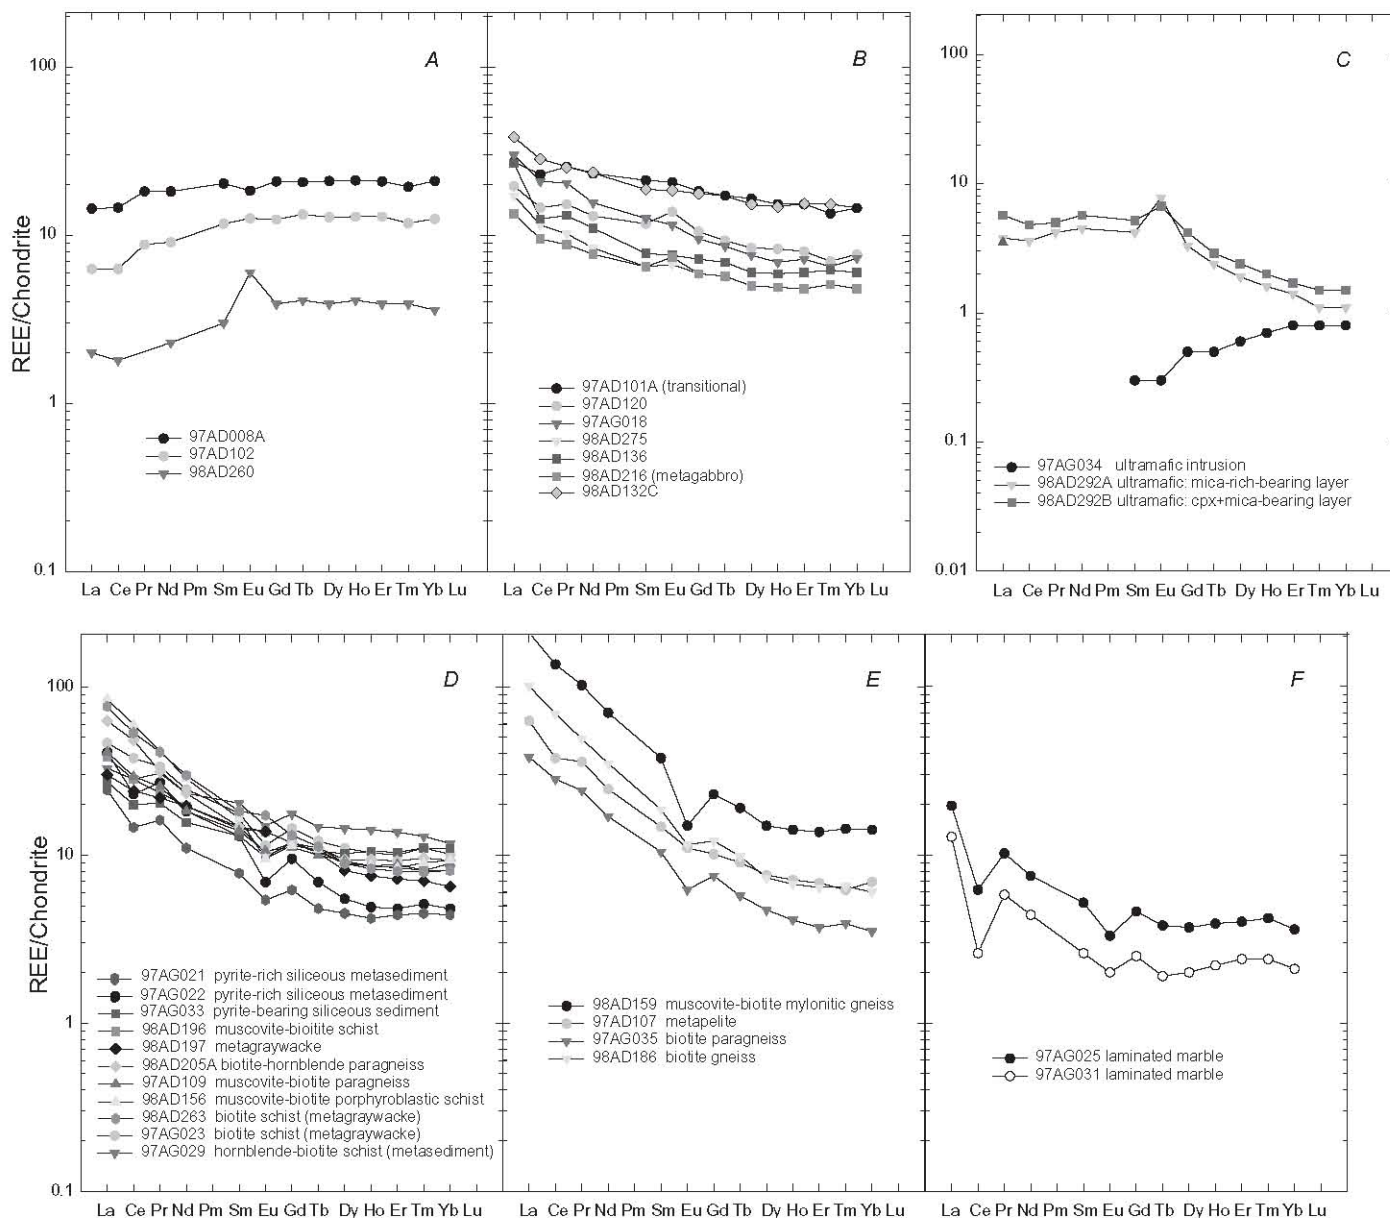 A
B
C
REE/Chondrite
100
10
1
0.1
100
10
1
0.1
0.01
97AD008A
97AD102
98AD260
97AD101A (transitional)
97AD120
97AG018
98AD275
98AD136
98AD216 (metagabbro)
98AD132C
97AG034 ultramafic intrusion
98AD292A ultramafic: mica-rich-bearing layer
98AD292B ultramafic: cpx+mica-bearing layer
La Ce Pr Nd Pm Sm Eu Gd Tb Dy Ho Er Tm Yb Lu
La Ce Pr Nd Pm Sm Eu Gd Tb Dy Ho Er Tm Yb Lu
La Ce Pr Nd Pm Sm Eu Gd Tb Dy Ho Er Tm Yb Lu
D
E
F
REE/Chondrite
100
10
1
0.1
97AG021 pyrite-rich siliceous metasediment
97AG022 pyrite-rich siliceous metasediment
97AG033 pyrite-bearing siliceous sediment
98AD196 muscovite-bioitite schist
98AD197 metagraywacke
98AD205A biotite-hornblende paragneiss
97AD109 muscovite-biotite paragneiss
98AD156 muscovite-biotite porphyroblastic schist
98AD263 biotite schist (metagraywacke)
97AG023 biotite schist (metagraywacke)
97AG029 hornblende-biotite schist (metasediment)
98AD159 muscovite-biotite mylonitic gneiss
97AD107 metapelite
97AG035 biotite paragneiss
98AD186 biotite gneiss
97AG025 laminated marble
97AG031 laminated marble
La Ce Pr Nd Pm Sm Eu Gd Tb Dy Ho Er Tm Yb Lu
La Ce Pr Nd Pm Sm Eu Gd Tb Dy Ho Er Tm Yb Lu
La Ce Pr Nd Pm Sm Eu Gd Tb Dy Ho Er Tm Yb Lu